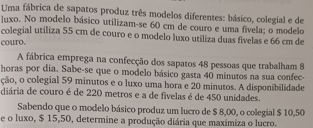 Uma fábrica de sapatos produz três modelos diferentes: básico, colegial e de
luxo. No modelo básico utilizam-se 60 cm de couro e uma fivela; o modelo
colegial utiliza 55 cm de couro e o modelo luxo utiliza duas fivelas e 66 cm de
couro.
A fábrica emprega na confecção dos sapatos 48 pessoas que trabalham 8
horas por dia. Sabe-se que o modelo básico gasta 40 minutos na sua confec-
ção, o colegial 59 minutos e o luxo uma hora e 20 minutos. A disponibilidade
diária de couro é de 220 metros e a de fivelas é de 450 unidades.
Sabendo que o modelo básico produz um lucro de $ 8,00, o colegial $ 10,50
e o luxo, $ 15,50, determine a produção diária que maximiza o lucro.